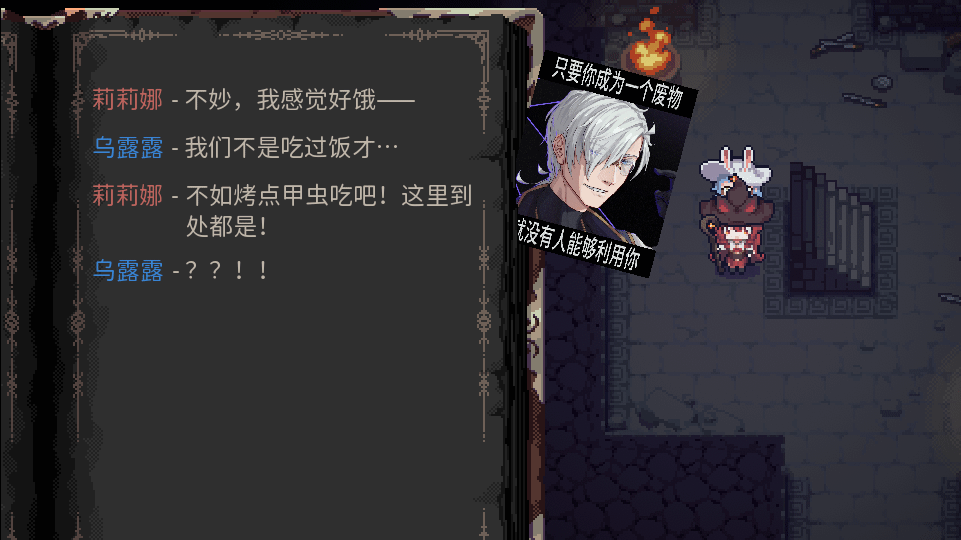 莉莉娜 - 不妙，我感觉好饿——
乌露露 - 我们不是吃过饭才…
莉莉娜 - 不如烤点甲虫吃吧！这里到
处都是！
乌露露 - ？？！！
只要你成为一个废物
就没有人能够利用你